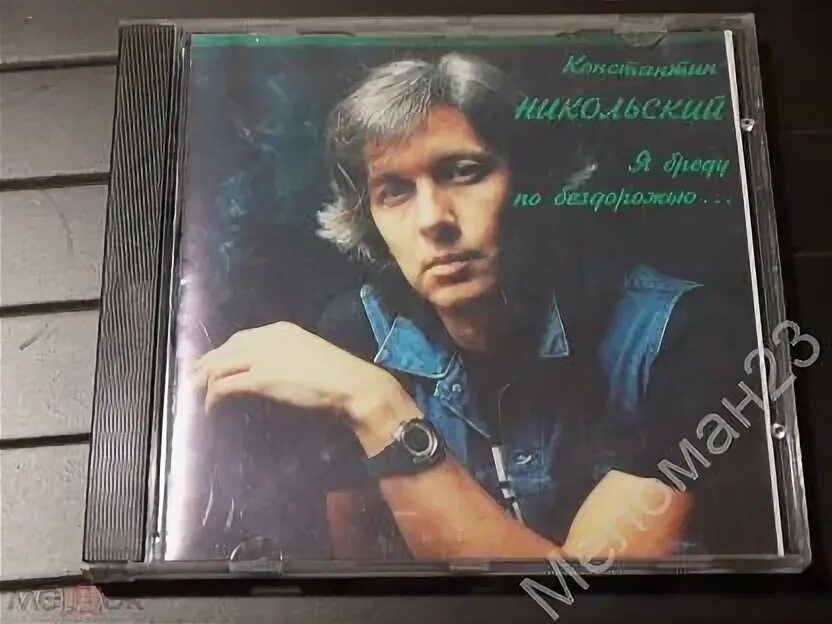 Константин
НИКОЛЬСКИЙ
Я бреду
по бездорожью...
Меломан23